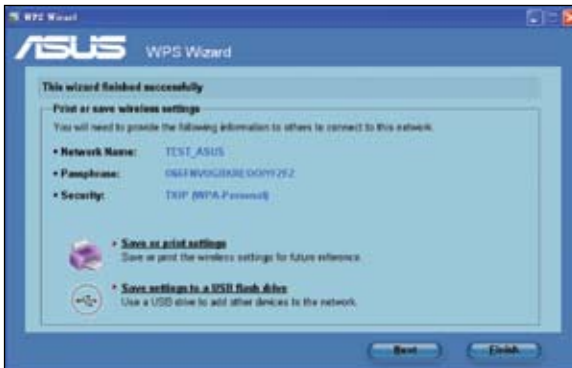 WPS Wizard
ASUS WPS Wizard
This wizard finished successfully
Print or save wireless settings
You will need to provide the following information to others to connect to this network.
• Network Name: TEST_ASUS
• Passphrase:
• Security: TKIP (WPA-Personal)
• Save or print settings
Save or print the wireless settings for future reference.
• Save settings to a USB flash drive
Use a USB drive to add other devices to the network.
Next Finish